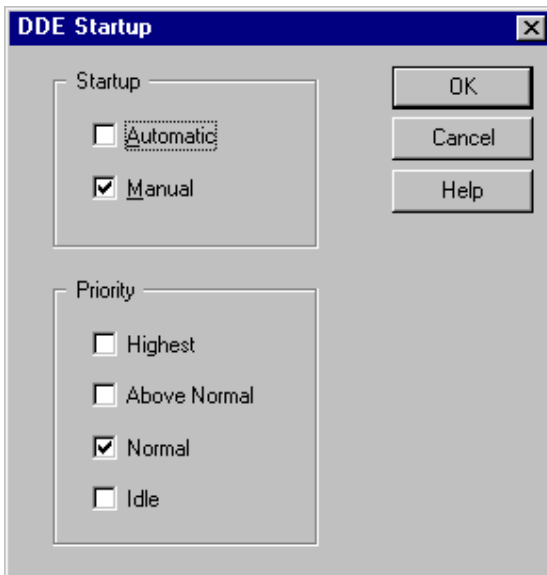 DDE Startup
Startup
Automatic
Manual
OK
Cancel
Help
Priority
Highest
Above Normal
Normal
Idle